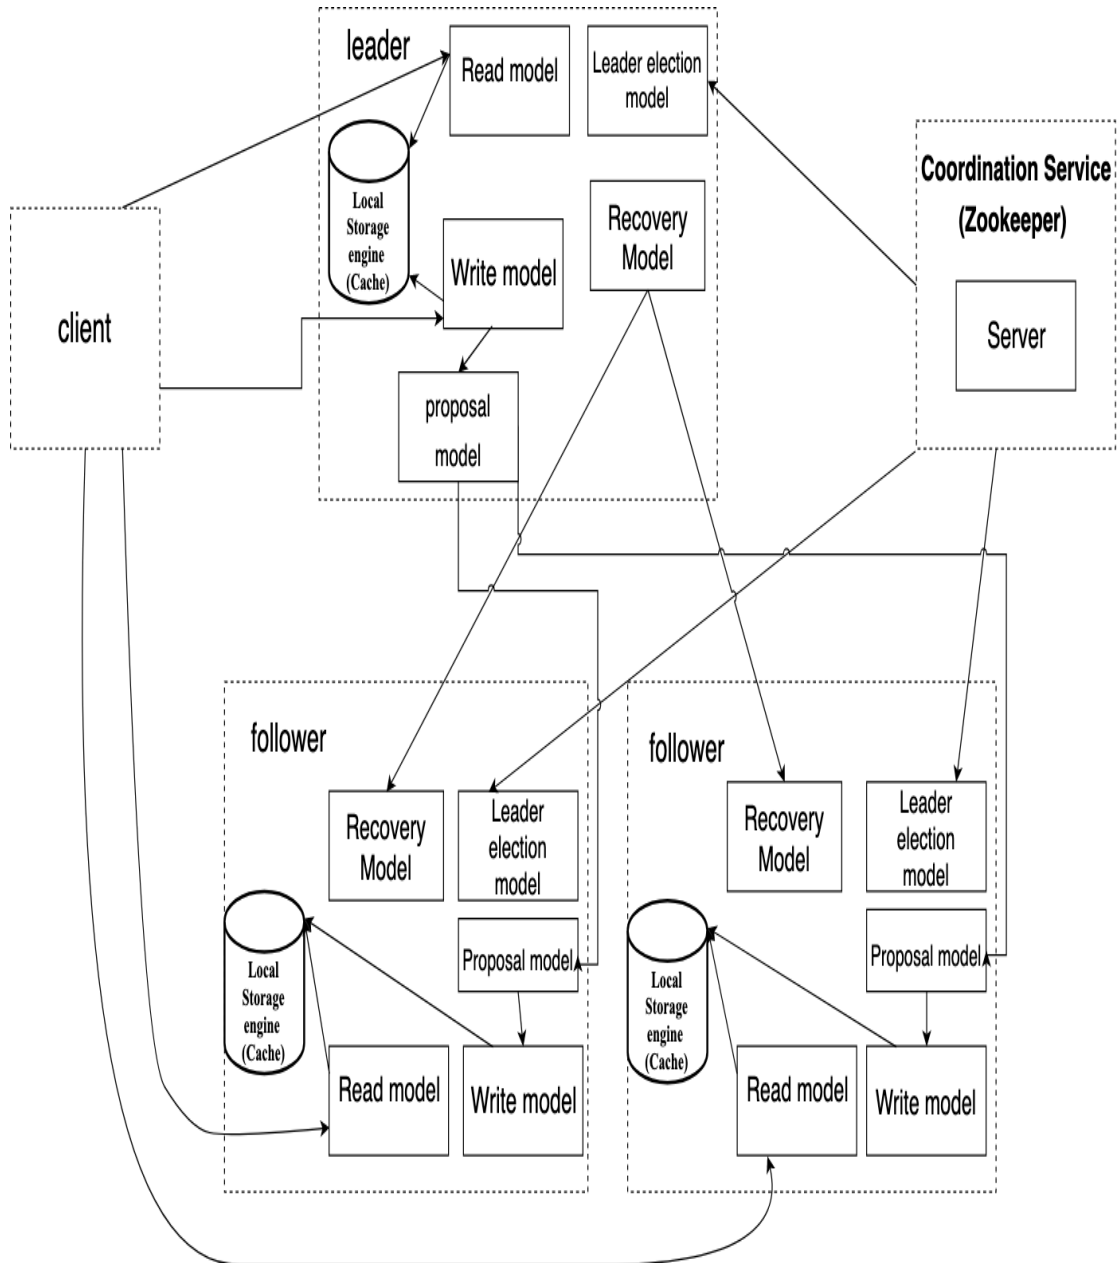 leader
Read model
Leader election
model
Local
Storage
engine
(Cache)
Write model
Recovery
Model
proposal
model
client
Coordination Service
(Zookeeper)
Server
follower
Recovery
Model
Leader
election
model
Proposal model
Local
Storage
engine
(Cache)
Read model
Write model
follower
Recovery
Model
Leader
election
model
Proposal model
Local
Storage
engine
(Cache)
Read model
Write model